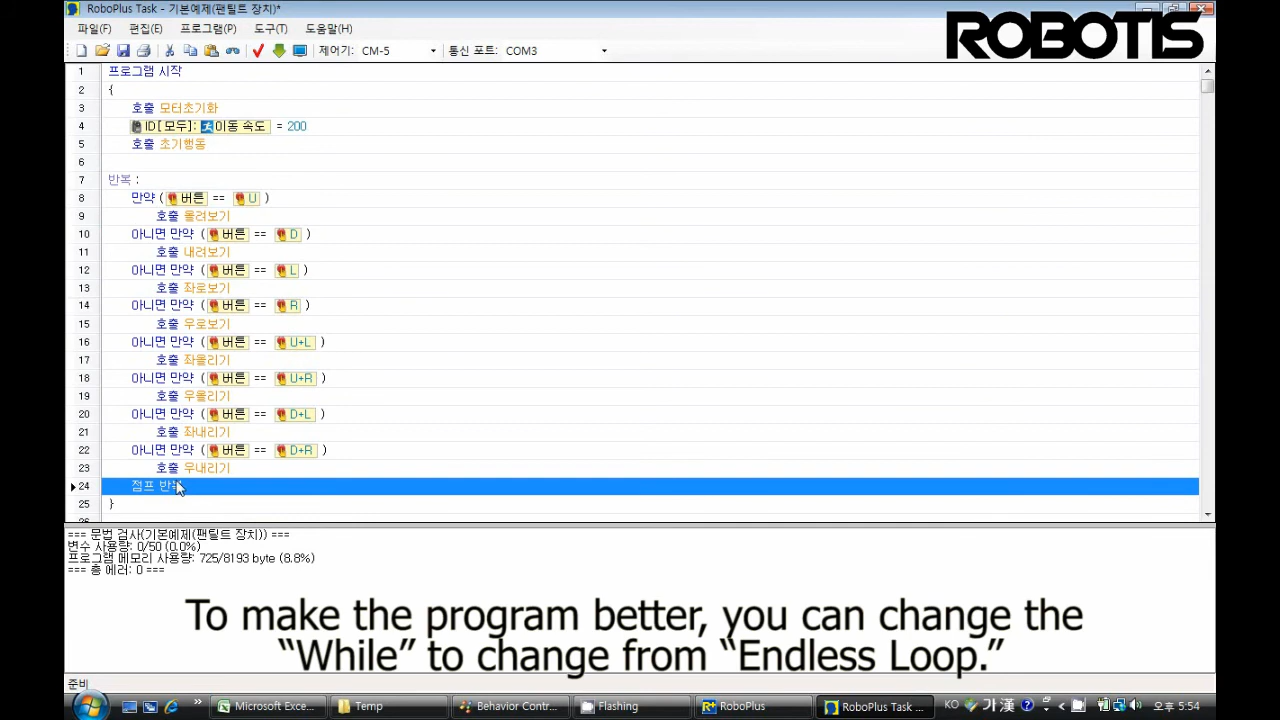 RoboPlus Task - 기본예제(팬틸트 장치)*
파일(F) 편집(E) 프로그램(P) 도구(T) 도움말(H)
제어기: CM-5 통신 포트: COM3
ROBOTIS
1 프로그램 시작
2 {
3 호출 모터초기화
4 ID[모두]: 이동 속도 = 200
5 호출 초기행동
6
7 반복 :
8 만약 ( 버튼 == U )
9 호출 올려보기
10 아니면 만약 ( 버튼 == D )
11 호출 내려보기
12 아니면 만약 ( 버튼 == L )
13 호출 좌로보기
14 아니면 만약 ( 버튼 == R )
15 호출 우로보기
16 아니면 만약 ( 버튼 == U+L )
17 호출 좌올리기
18 아니면 만약 ( 버튼 == U+R )
19 호출 우올리기
20 아니면 만약 ( 버튼 == D+L )
21 호출 좌내리기
22 아니면 만약 ( 버튼 == D+R )
23 호출 우내리기
24 점프 반복
25 }
=== 문법 검사(기본예제(팬틸트 장치)) ===
변수 사용량: 0/50 (0.0%)
프로그램 메모리 사용량: 725/8193 byte (8.8%)
=== 총 에러: 0 ===
To make the program better, you can change the
“While” to change from “Endless Loop.”
준비
Microsoft Exce... Temp Behavior Contr... Flashing RoboPlus RoboPlus Task ... KO 가漢 오후 5:54